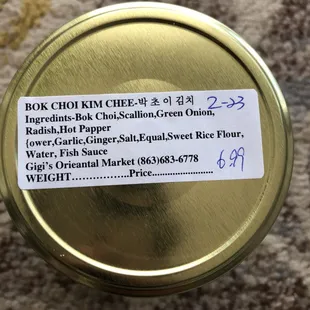 BOK CHOI KIM CHEE-박 초 이 김치 2-23
Ingredints-Bok Choi,Scallion,Green Onion,
Radish,Hot Papper
{ower,Garlic,Ginger,Salt,Equal,Sweet Rice Flour,
Water, Fish Sauce
Gigi's Orieantal Market (863)683-6778 6.99
WEIGHT................Price.......................